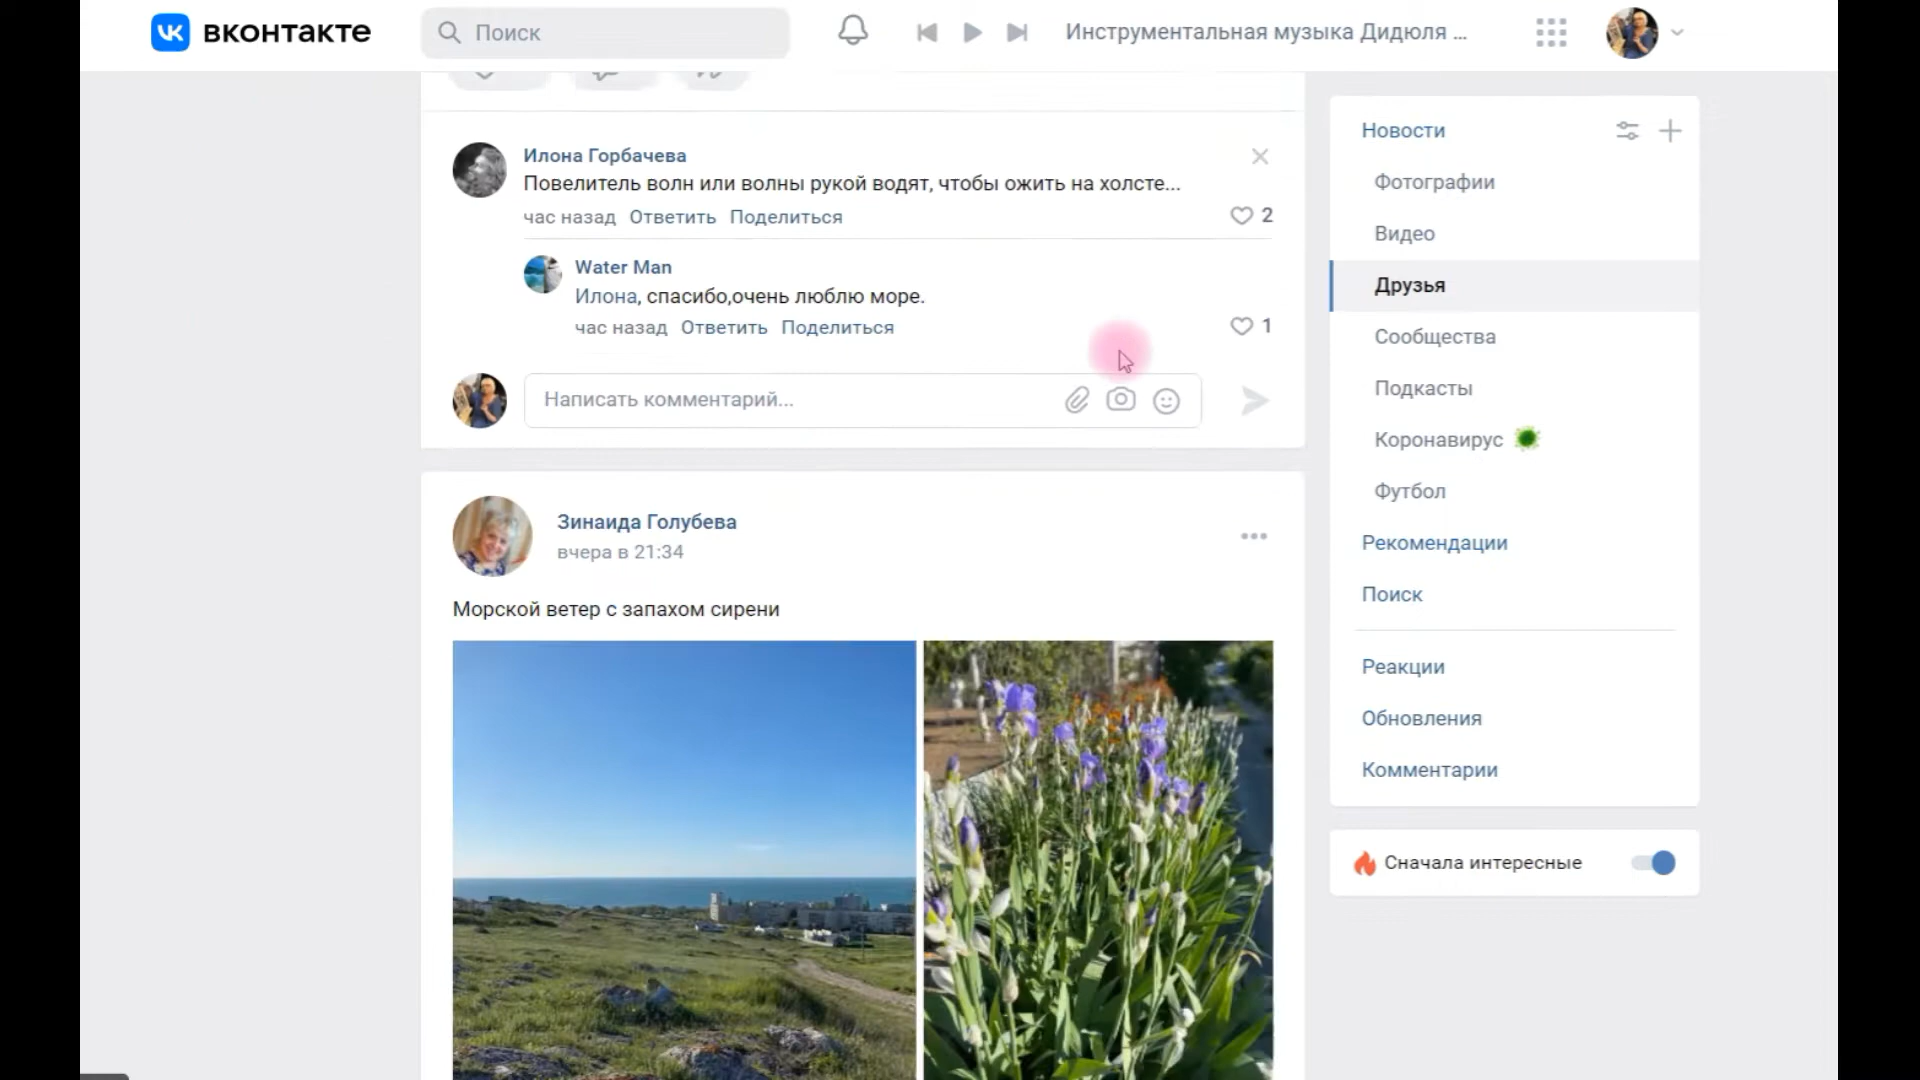 вконтакте
Поиск
Инструментальная музыка Дидюля ...
Илона Горбачева
Повелитель волн или волны рукой водят, чтобы ожить на холсте...
час назад Ответить Поделиться
2
Water Man
Илона, спасибо,очень люблю море.
час назад Ответить Поделиться
1
Написать комментарий...
Зинаида Голубева
вчера в 21:34
Морской ветер с запахом сирени
Новости
Фотографии
Видео
Друзья
Сообщества
Подкасты
Коронавирус
Футбол
Рекомендации
Поиск
Реакции
Обновления
Комментарии
Сначала интересные